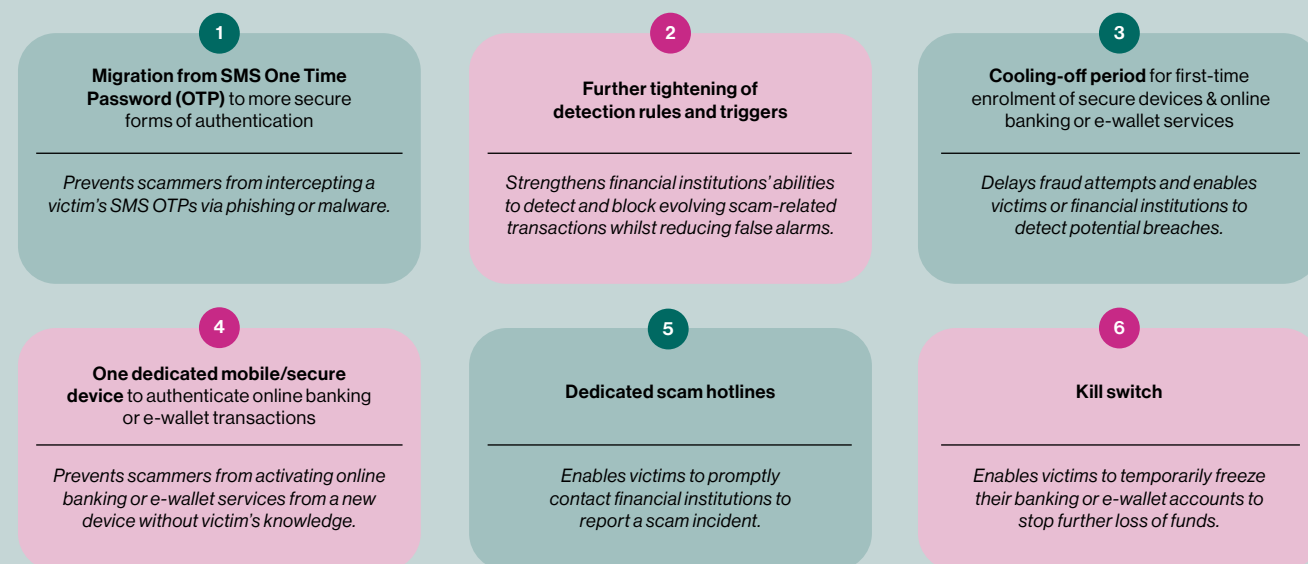 1
Migration from SMS One Time
Password (OTP) to more secure
forms of authentication
Prevents scammers from intercepting a
victim's SMS OTPs via phishing or malware.
2
Further tightening of
detection rules and triggers
Strengthens financial institutions' abilities
to detect and block evolving scam-related
transactions whilst reducing false alarms.
3
Cooling-off period for first-time
enrolment of secure devices & online
banking or e-wallet services
Delays fraud attempts and enables
victims or financial institutions to
detect potential breaches.
4
One dedicated mobile/secure
device to authenticate online banking
or e-wallet transactions
Prevents scammers from activating online
banking or e-wallet services from a new
device without victim's knowledge.
5
Dedicated scam hotlines
Enables victims to promptly
contact financial institutions to
report a scam incident.
6
Kill switch
Enables victims to temporarily freeze
their banking or e-wallet accounts to
stop further loss of funds.